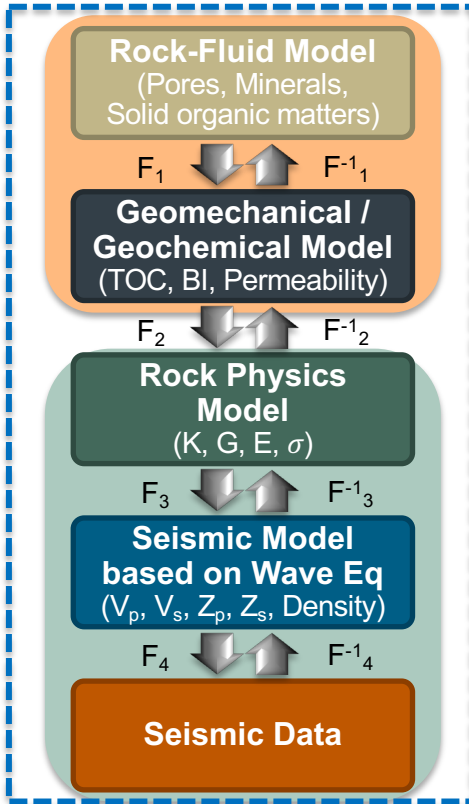 Rock-Fluid Model
(Pores, Minerals,
Solid organic matters)
F₁ F⁻¹₁
Geomechanical /
Geochemical Model
(TOC, BI, Permeability)
F₂ F⁻¹₂
Rock Physics
Model
(K, G, E, σ)
F₃ F⁻¹₃
Seismic Model
based on Wave Eq
(Vₚ, Vₛ, Zₚ, Zₛ, Density)
F₄ F⁻¹₄
Seismic Data